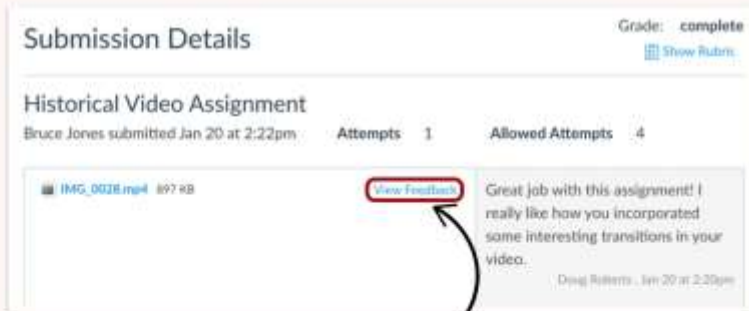 Submission Details
Grade: complete
Show Rubric
Historical Video Assignment
Bruce Jones submitted Jan 20 at 2:22pm Attempts 1 Allowed Attempts 4
IMG_0028.mp4 897 KB View Feedback
Great job with this assignment! I
really like how you incorporated
some interesting transitions in your
video.
Doug Roberts , Jan 20 at 2:20pm